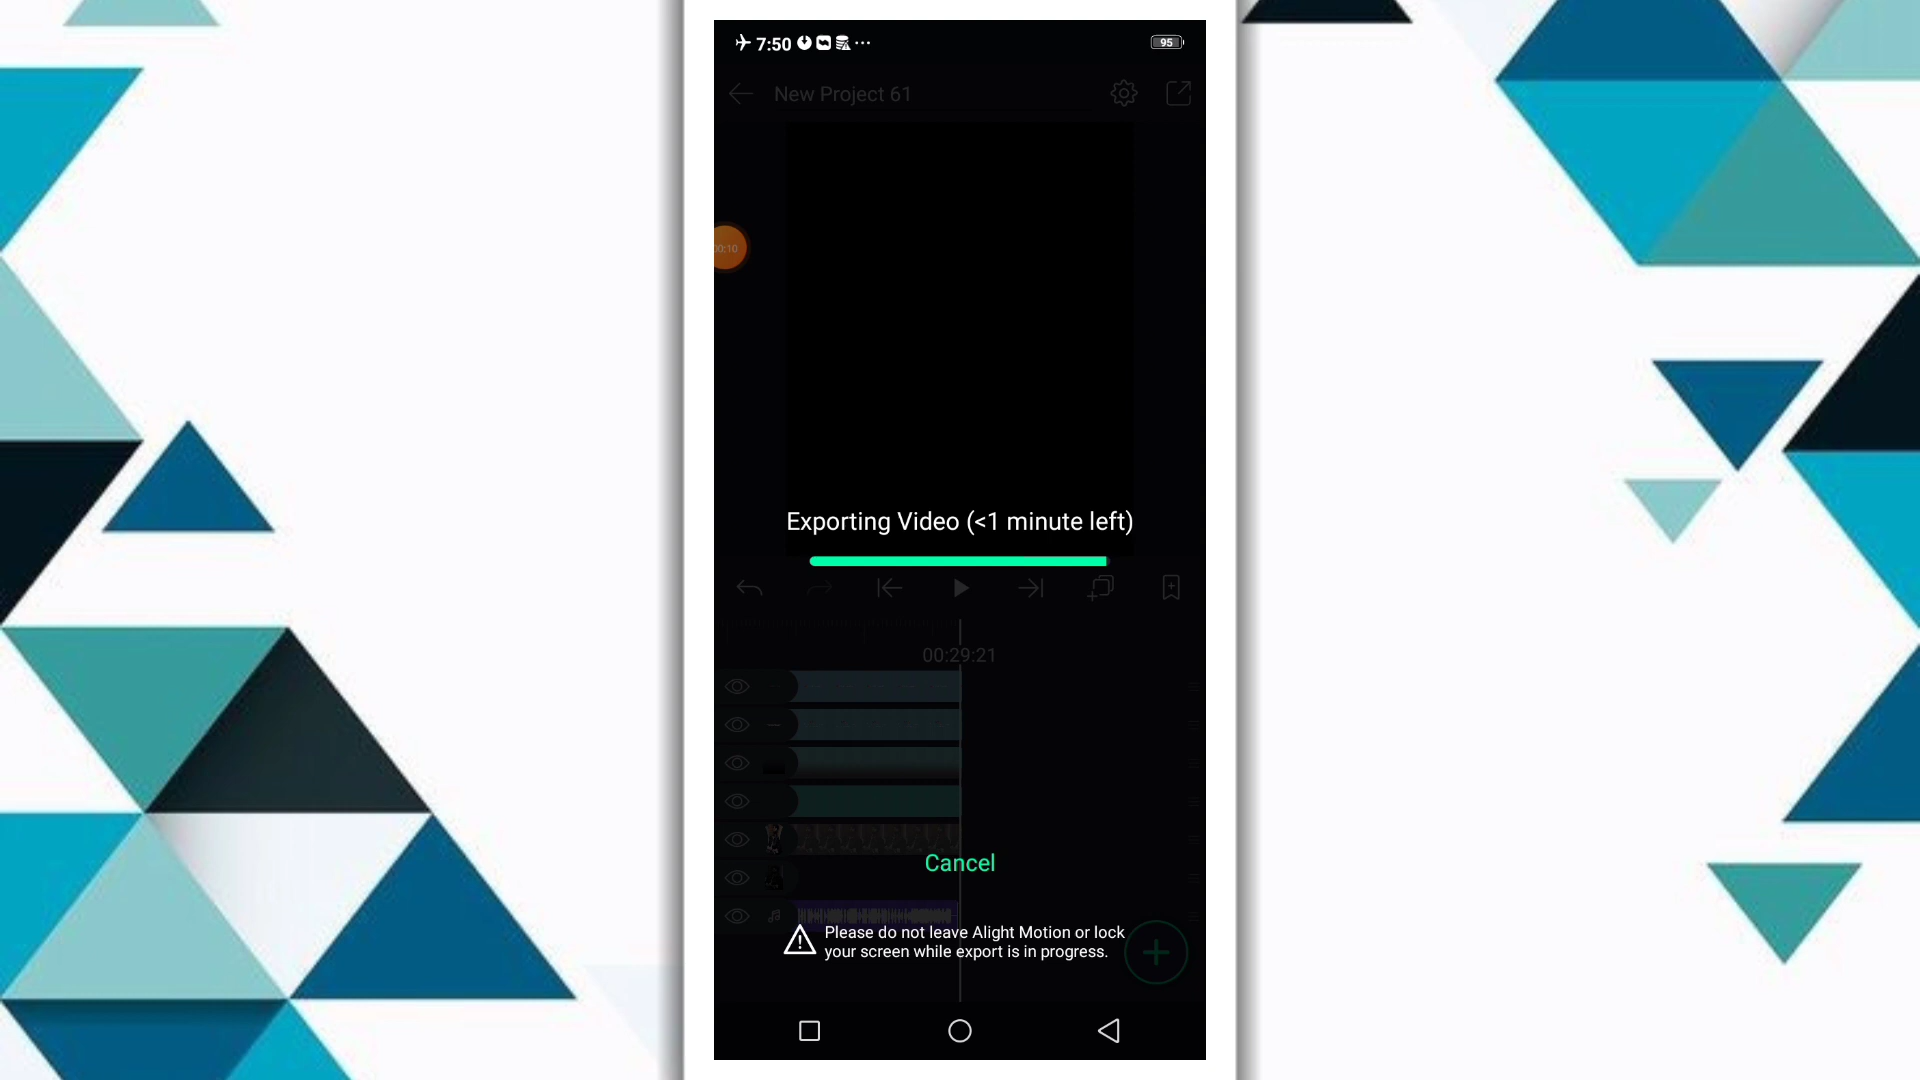 7:50
95
New Project 61
00:10
Exporting Video (<1 minute left)
00:29:21
Cancel
Please do not leave Alight Motion or lock
your screen while export is in progress.